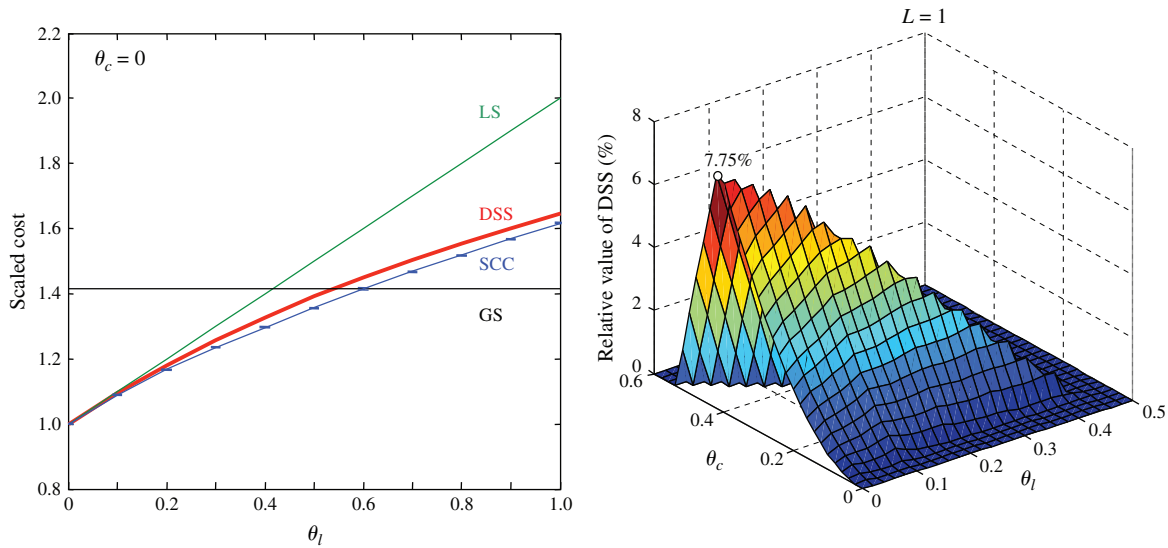 2.2
θc = 0
2.0
LS
1.8
DSS
1.6
SCC
1.4
GS
1.2
1.0
0.8
0
0.2
0.4
0.6
0.8
1.0
Scaled cost
θl
L = 1
8
7.75%
6
4
2
0
Relative value of DSS (%)
0.6
0.4
0.2
0
θc
0
0.1
0.2
0.3
0.4
0.5
θl